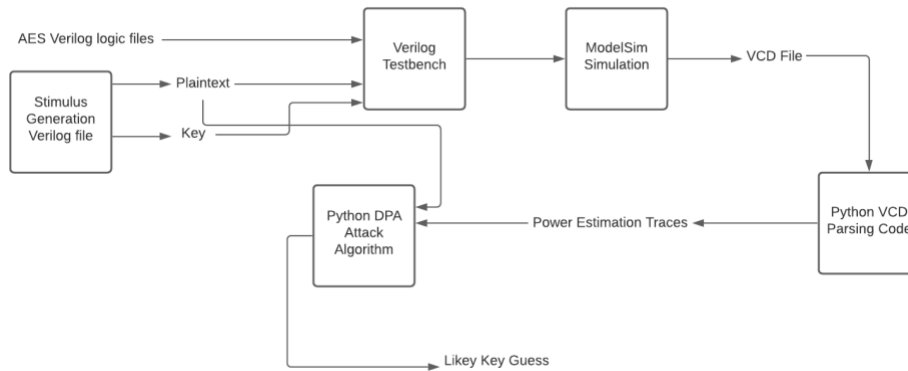 AES Verilog logic files
Verilog
Testbench
ModelSim
Simulation
VCD File
Stimulus
Generation
Verilog file
Plaintext
Key
Python DPA
Attack
Algorithm
Power Estimation Traces
Python VCD
Parsing Code
Likey Key Guess